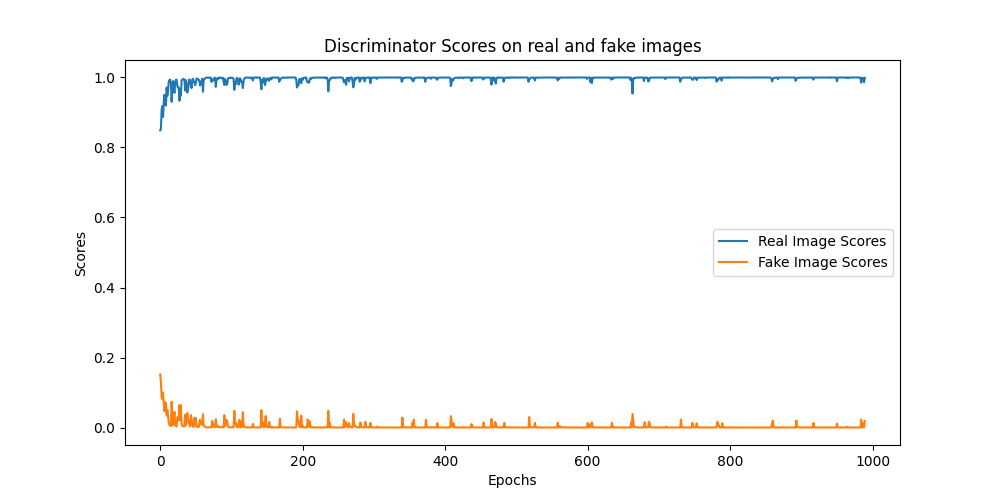 Discriminator Scores on real and fake images
Scores
1.0
0.8
0.6
0.4
0.2
0.0
Real Image Scores
Fake Image Scores
0 200 400 600 800 1000
Epochs